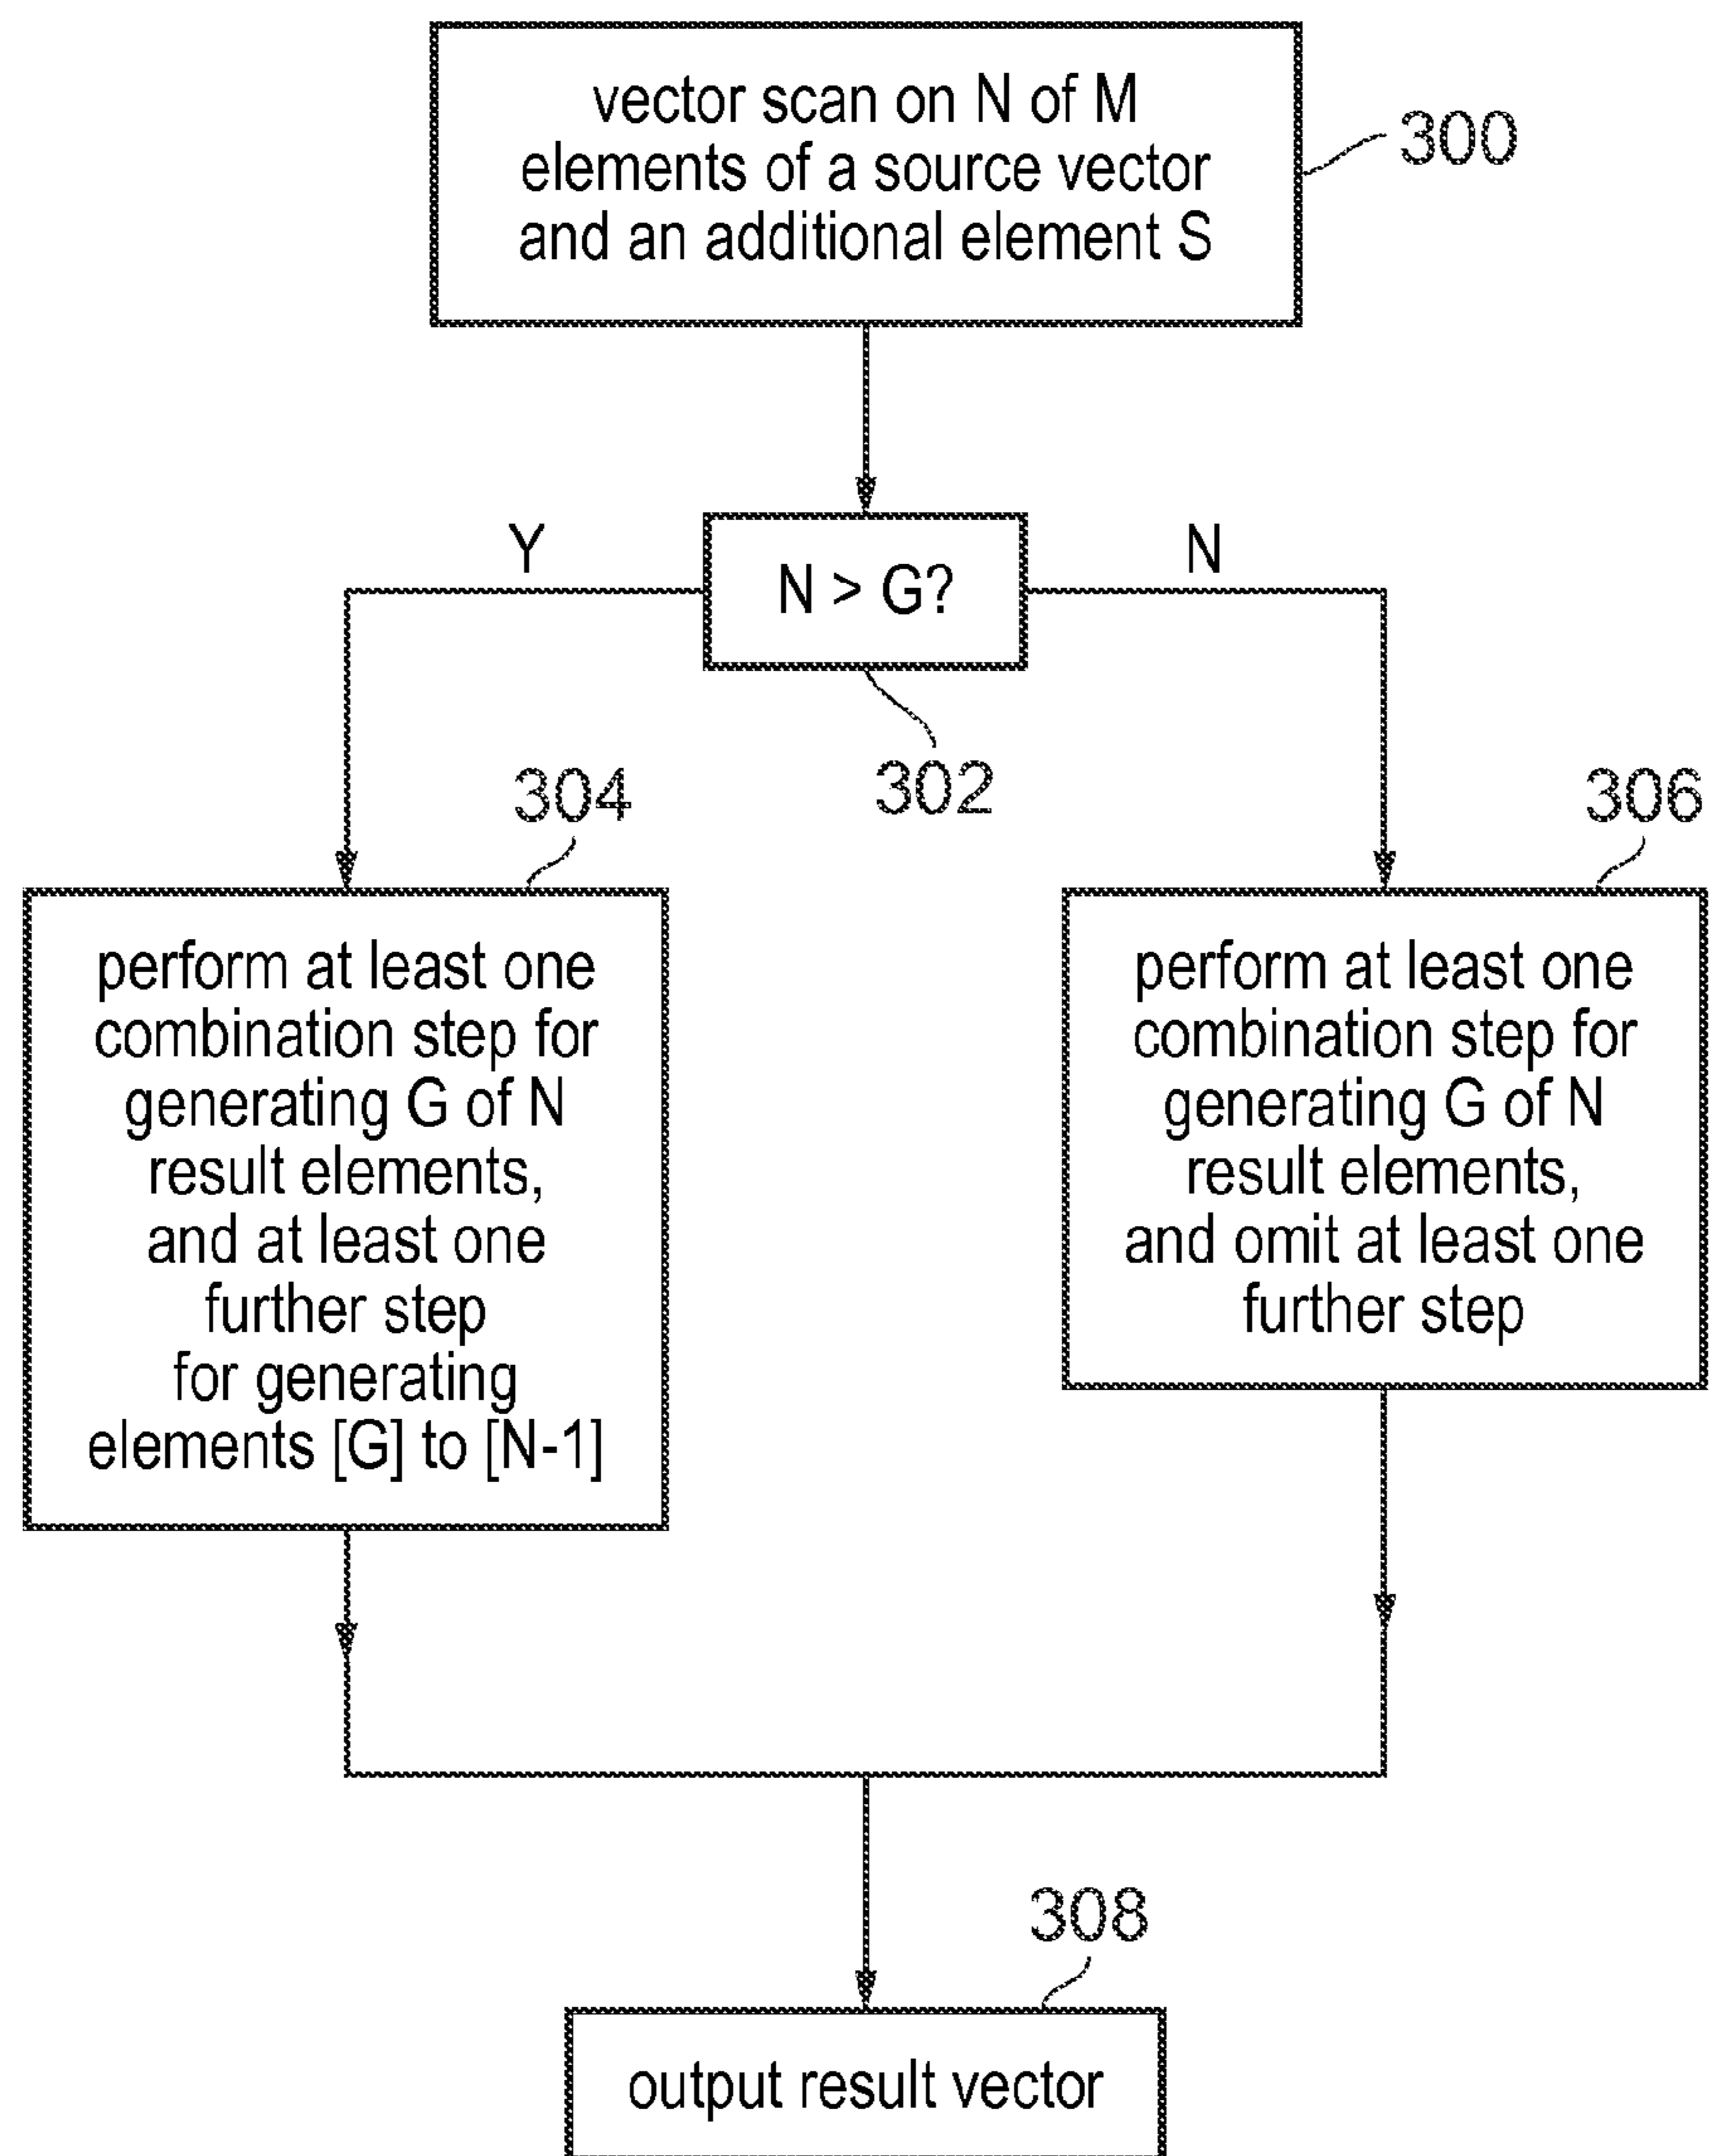 vector scan on N of M
elements of a source vector
and an additional element S
300
Y
N > G?
N
302
304
306
perform at least one
combination step for
generating G of N
result elements,
and at least one
further step
for generating
elements [G] to [N-1]
perform at least one
combination step for
generating G of N
result elements,
and omit at least one
further step
308
output result vector